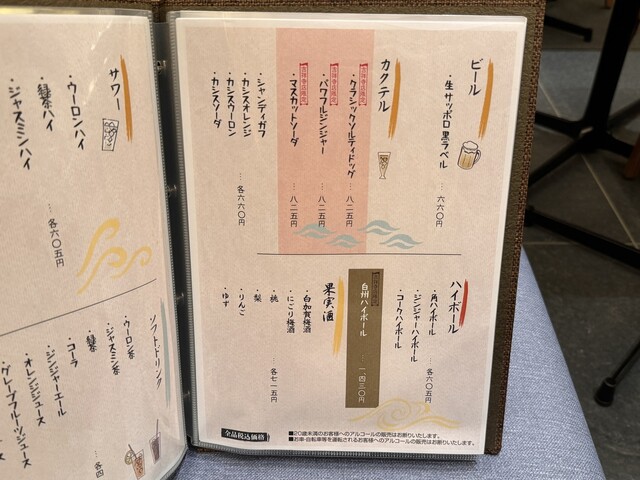 ビール
・生サッポロ 黒ラベル
… 六六〇円
カクテル
・クラシックソルティドッグ
… 八二五円
・パワフルジンジャー
… 八二五円
・マスカットソーダ
… 八二五円
・シャンディガフ
・カシスオレンジ
・カシスウーロン
・カシスソーダ
… 各六六〇円
ハイボール
・角ハイボール
・ジンジャーハイボール
・コークハイボール
… 各六〇五円
白州ハイボール
… 一、四三〇円
果実酒
・白加賀梅酒
・にごり梅酒
・桃
・梨
・りんご
・ゆず
… 各七一五円
全品税込価格
■20歳未満のお客様へのアルコールの販売はお断りいたします。
■お車・自転車等を運転されるお客様へのアルコールの販売はお断りいたします。
サワー
・ウーロンハイ
・緑茶ハイ
・ジャスミンハイ
… 各六〇五円
ソフトドリンク
・ウーロン茶
・ジャスミン茶
・緑茶
・コーラ
・ジンジャーエール
・オレンジジュース
・グレープフルーツジュース
… 各四